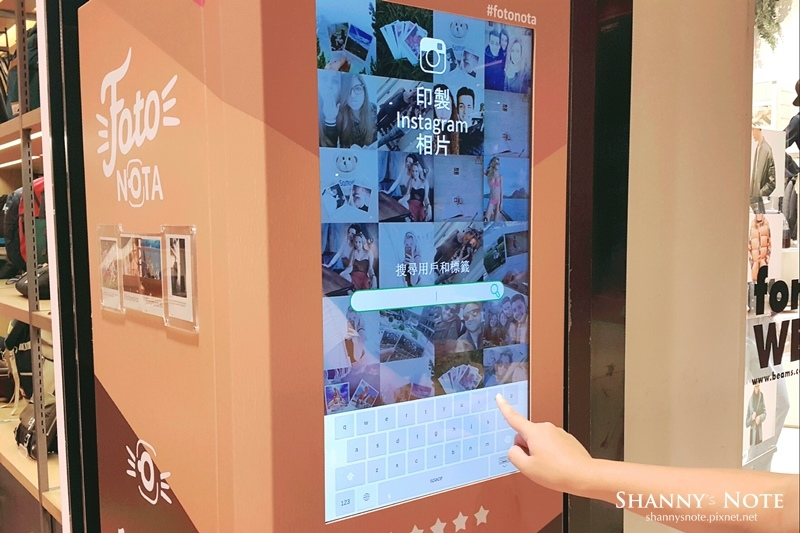 #fotonota
Foto
NOTA
印製
Instagram
相片
搜尋用戶和標籤
q w e r t y u i
a s d f g h j k
z x c v b n m
123
for
WE
www.beams.co
SHANNY'S NOTE
shannysnote.pixnet.net